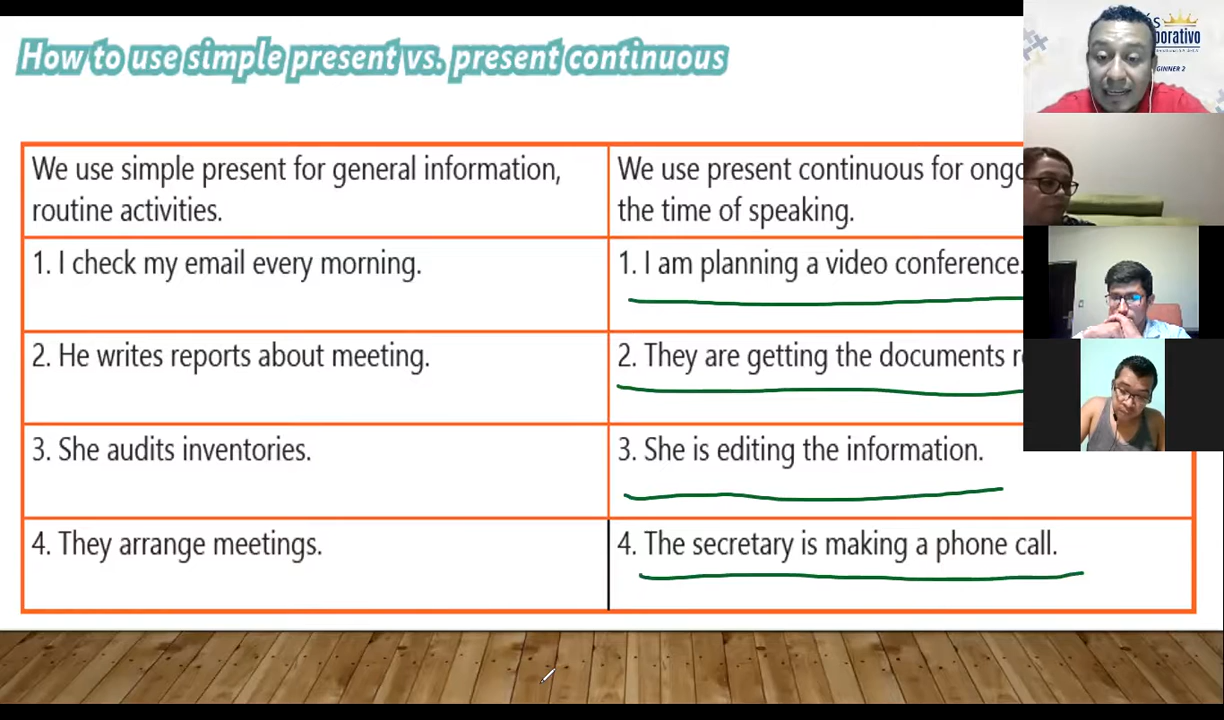 How to use simple present vs. present continuous
We use simple present for general information,
routine activities.
We use present continuous for
the time of speaking.
1. I check my email every morning.
1. I am planning a video conference.
2. He writes reports about meeting.
2. They are getting the documents
3. She audits inventories.
3. She is editing the information.
4. They arrange meetings.
4. The secretary is making a phone call.